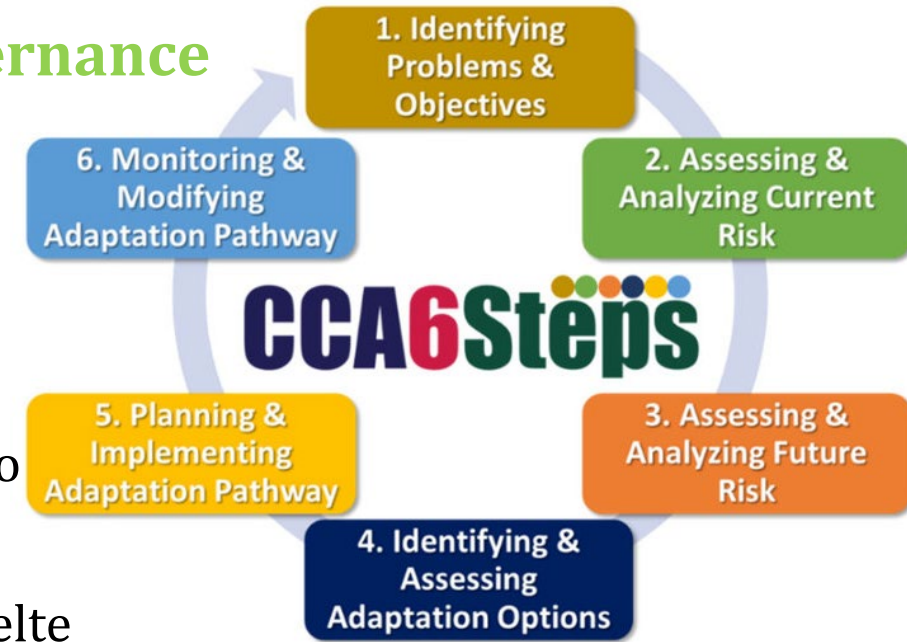 ernance
1. Identifying
Problems &
Objectives
2. Assessing &
Analyzing Current
Risk
3. Assessing &
Analyzing Future
Risk
4. Identifying &
Assessing
Adaptation Options
5. Planning &
Implementing
Adaptation Pathway
6. Monitoring &
Modifying
Adaptation Pathway
CCA6Steps
o
elte